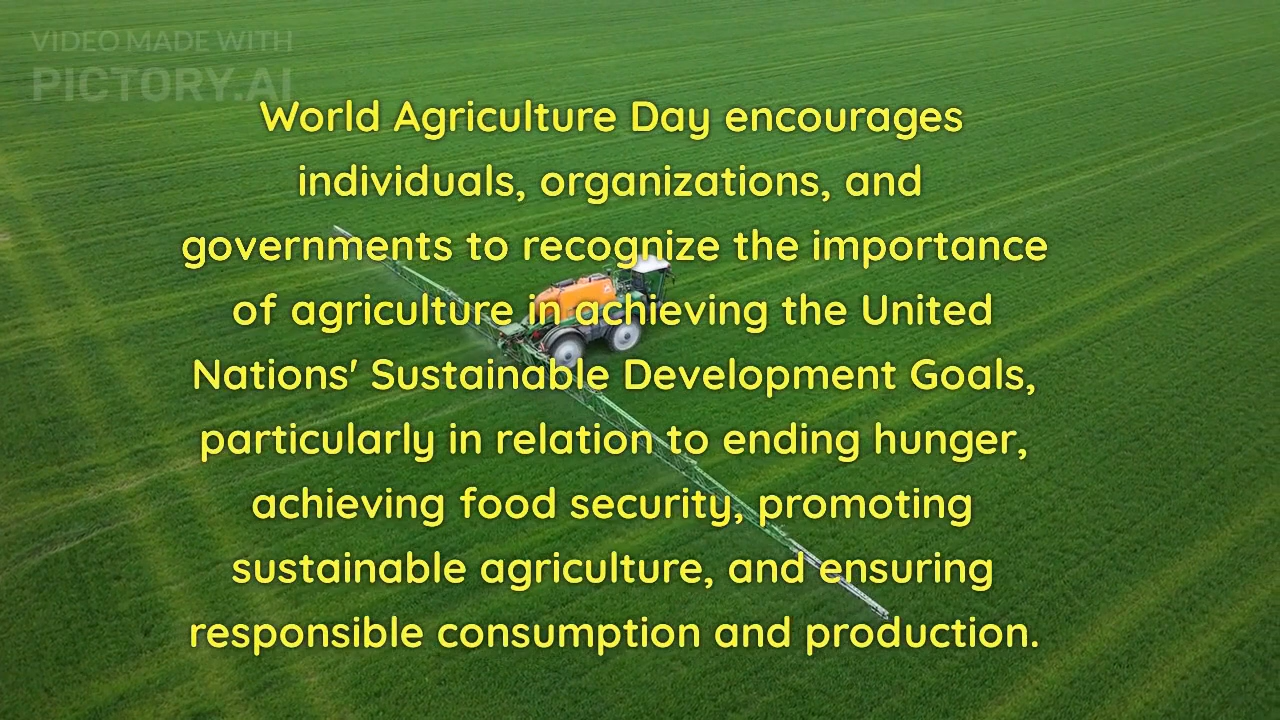 VIDEO MADE WITH
PICTORY.AI
World Agriculture Day encourages
individuals, organizations, and
governments to recognize the importance
of agriculture in achieving the United
Nations' Sustainable Development Goals,
particularly in relation to ending hunger,
achieving food security, promoting
sustainable agriculture, and ensuring
responsible consumption and production.